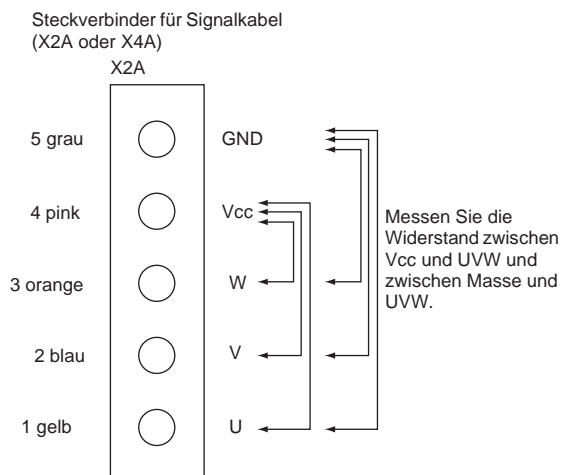 Steckverbinder für Signalkabel
(X2A oder X4A)
X2A
5 grau GND
4 pink Vcc
3 orange W
2 blau V
1 gelb U
Messen Sie die
Widerstand zwischen
Vcc und UVW und
zwischen Masse und
UVW.